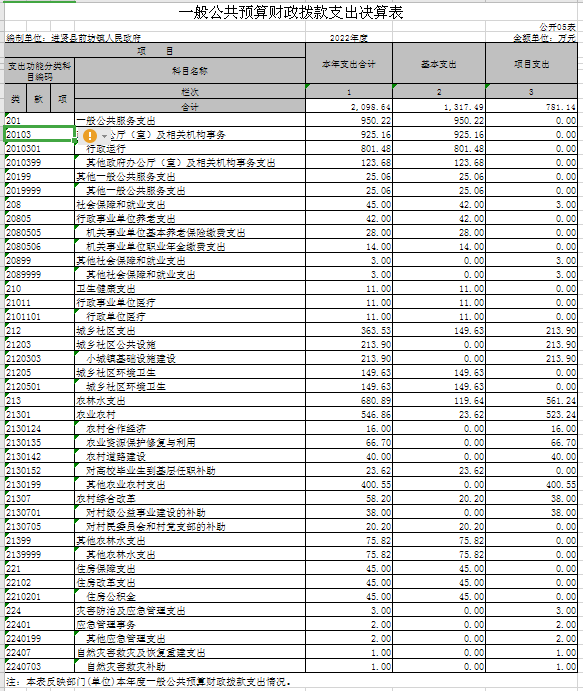 一般公共预算财政拨款支出决算表
公开05表
编制单位：进贤县前坊镇人民政府 2022年度 金额单位：万元
项 目 本年支出合计 基本支出 项目支出
支出功能分类科目编码 科目名称
类 款 项 栏次 1 2 3
合计 2,098.64 1,317.49 781.14
201 一般公共服务支出 950.22 950.22 0.00
20103 公厅（室）及相关机构事务 925.16 925.16 0.00
2010301 行政运行 801.48 801.48 0.00
2010399 其他政府办公厅（室）及相关机构事务支出 123.68 123.68 0.00
20199 其他一般公共服务支出 25.06 25.06 0.00
2019999 其他一般公共服务支出 25.06 25.06 0.00
208 社会保障和就业支出 45.00 42.00 3.00
20805 行政事业单位养老支出 42.00 42.00 0.00
2080505 机关事业单位基本养老保险缴费支出 28.00 28.00 0.00
2080506 机关事业单位职业年金缴费支出 14.00 14.00 0.00
20899 其他社会保障和就业支出 3.00 0.00 3.00
2089999 其他社会保障和就业支出 3.00 0.00 3.00
210 卫生健康支出 11.00 11.00 0.00
21011 行政事业单位医疗 11.00 11.00 0.00
2101101 行政单位医疗 11.00 11.00 0.00
212 城乡社区支出 363.53 149.63 213.90
21203 城乡社区公共设施 213.90 0.00 213.90
2120303 小城镇基础设施建设 213.90 0.00 213.90
21205 城乡社区环境卫生 149.63 149.63 0.00
2120501 城乡社区环境卫生 149.63 149.63 0.00
213 农林水支出 680.89 119.64 561.24
21301 农业农村 546.86 23.62 523.24
2130124 农村合作经济 16.00 0.00 16.00
2130135 农业资源保护修复与利用 66.70 0.00 66.70
2130142 农村道路建设 40.00 0.00 40.00
2130152 对高校毕业生到基层任职补助 23.62 23.62 0.00
2130199 其他农业农村支出 400.55 0.00 400.55
21307 农村综合改革 58.20 20.20 38.00
2130701 对村级公益事业建设的补助 38.00 0.00 38.00
2130705 对村民委员会和村党支部的补助 20.20 20.20 0.00
21399 其他农林水支出 75.82 75.82 0.00
2139999 其他农林水支出 75.82 75.82 0.00
221 住房保障支出 45.00 45.00 0.00
22102 住房改革支出 45.00 45.00 0.00
2210201 住房公积金 45.00 45.00 0.00
224 灾害防治及应急管理支出 3.00 0.00 3.00
22401 应急管理事务 2.00 0.00 2.00
2240199 其他应急管理支出 2.00 0.00 2.00
22407 自然灾害救灾及恢复重建支出 1.00 0.00 1.00
2240703 自然灾害救灾补助 1.00 0.00 1.00
注：本表反映部门(单位)本年度一般公共预算财政拨款支出情况。